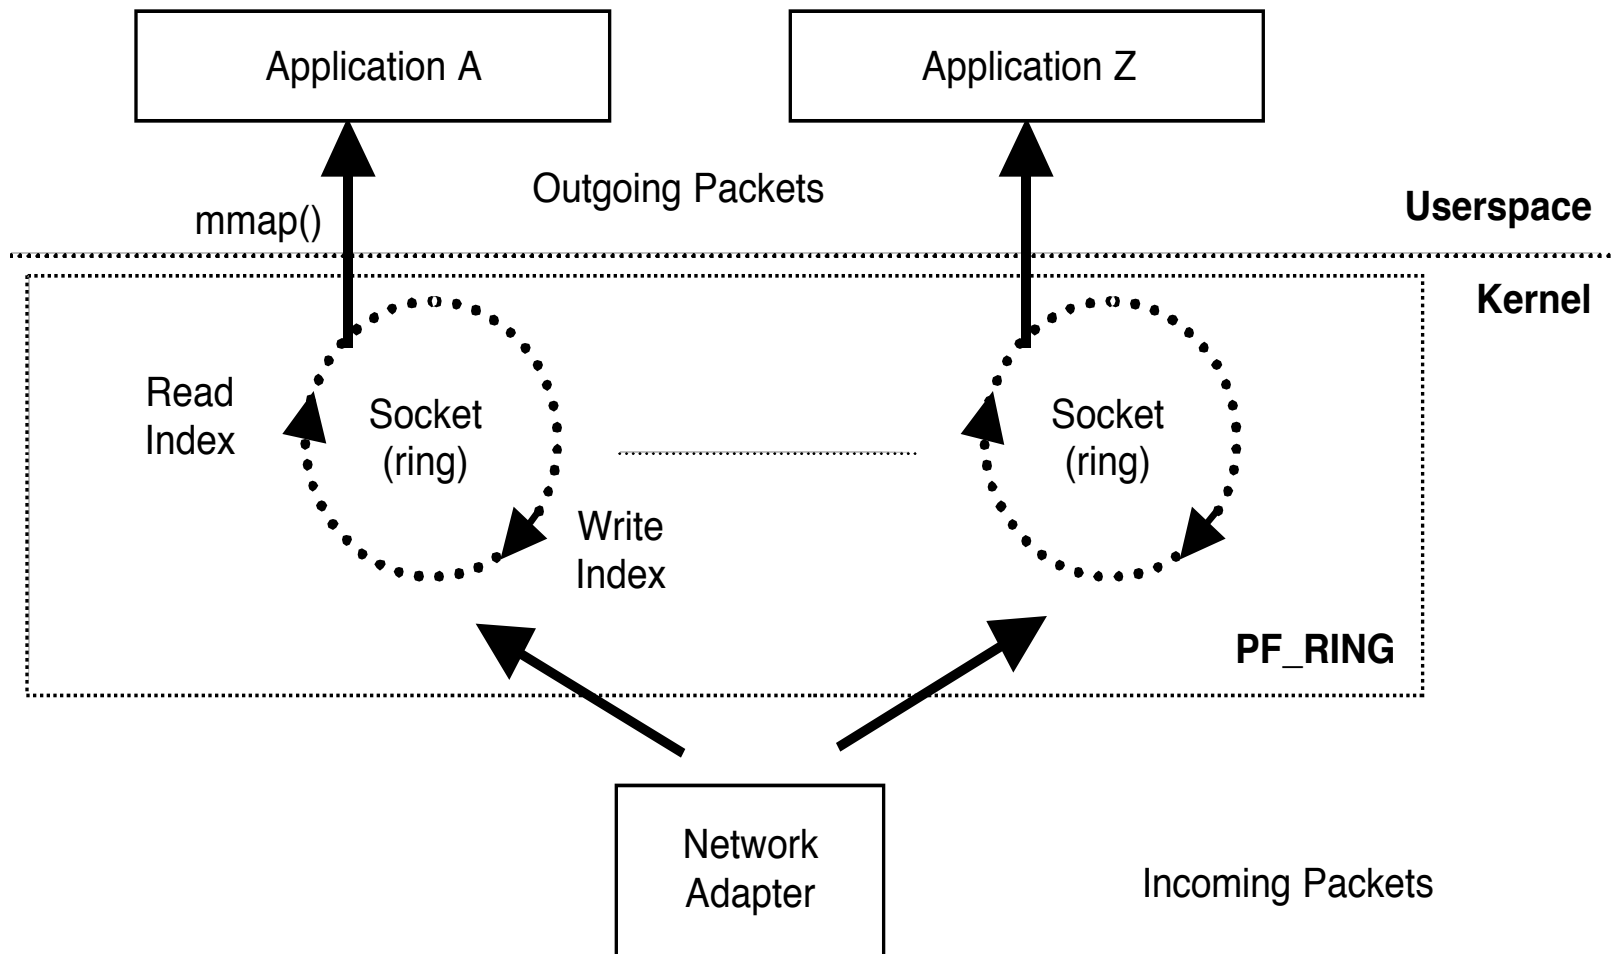 Application A
Application Z
Outgoing Packets
mmap()
Userspace
Kernel
Read
Index
Socket
(ring)
Write
Index
Socket
(ring)
PF_RING
Network
Adapter
Incoming Packets